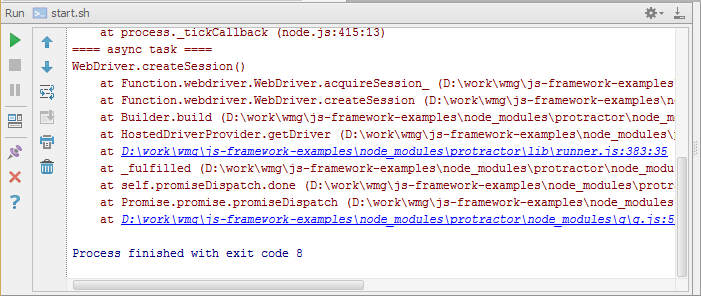 Run start.sh
at process._tickCallback (node.js:415:13)
==== async task ====
WebDriver.createSession()
at Function.webdriver.WebDriver.acquireSession_ (D:\work\wmg\js-framework-examples
at Function.webdriver.WebDriver.createSession (D:\work\wmg\js-framework-examples\no
at Builder.build (D:\work\wmg\js-framework-examples\node_modules\protractor\node_mo
at HostedDriverProvider.getDriver (D:\work\wmg\js-framework-examples\node_modules\
at D:\work\wmg\js-framework-examples\node_modules\protractor\lib\runner.js:383:35
at _fulfilled (D:\work\wmg\js-framework-examples\node_modules\protractor\node_modu
at self.promiseDispatch.done (D:\work\wmg\js-framework-examples\node_modules\protr
at Promise.promise.promiseDispatch (D:\work\wmg\js-framework-examples\node_modules
at D:\work\wmg\js-framework-examples\node_modules\protractor\node_modules\q\q.js:5
Process finished with exit code 8